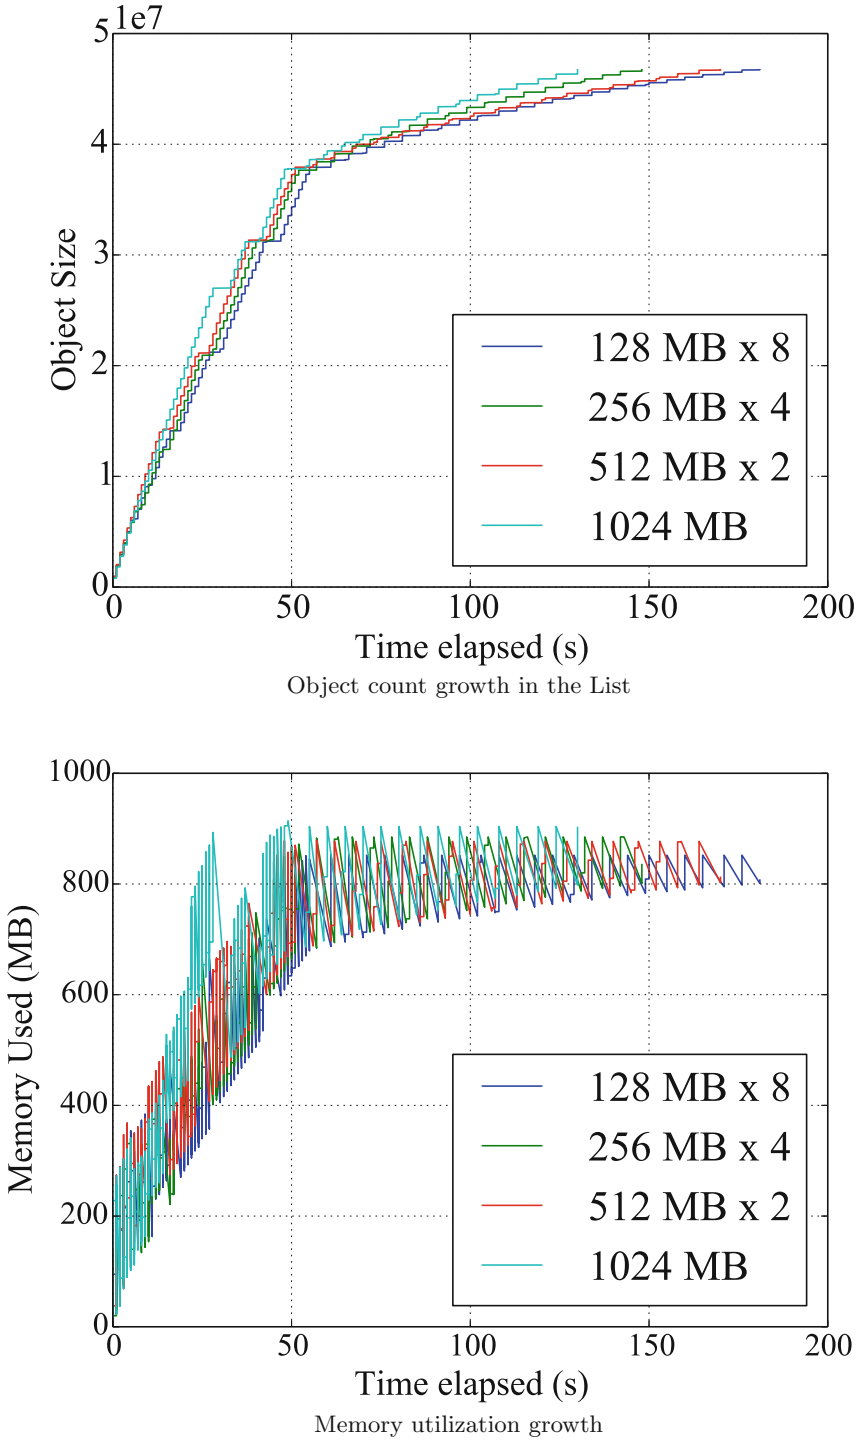 1e7
5
4
3
2
1
0
Object Size
128 MB x 8
256 MB x 4
512 MB x 2
1024 MB
0 50 100 150 200
Time elapsed (s)
Object count growth in the List
1000
800
600
400
200
0
Memory Used (MB)
128 MB x 8
256 MB x 4
512 MB x 2
1024 MB
0 50 100 150 200
Time elapsed (s)
Memory utilization growth